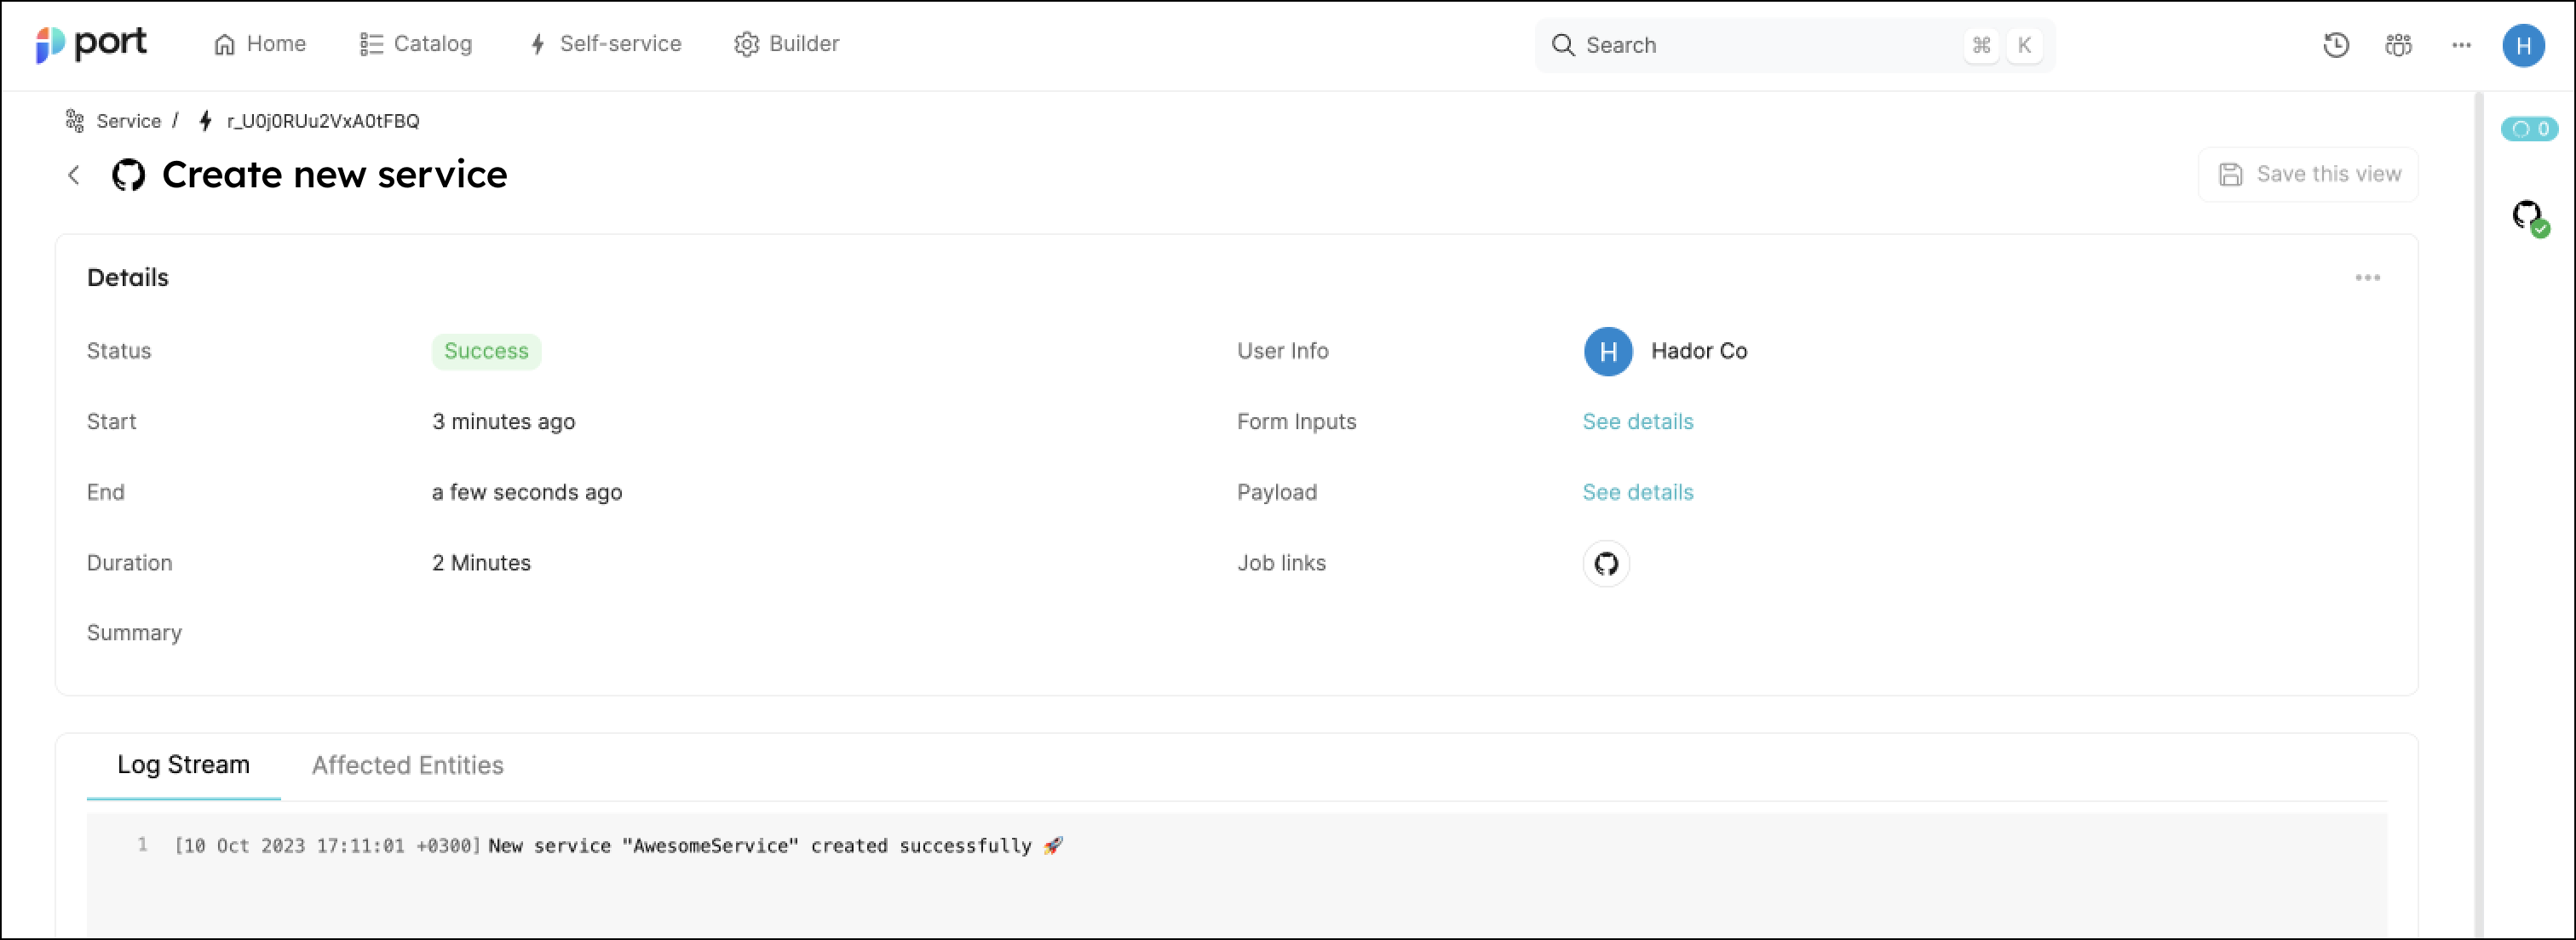 port Home Catalog Self-service Builder Search ⌘ K H
Service / r_U0j0RUu2VxA0tFBQ
0
Create new service
Save this view
Details
Status Success User Info H Hador Co
Start 3 minutes ago Form Inputs See details
End a few seconds ago Payload See details
Duration 2 Minutes Job links
Summary
Log Stream Affected Entities
1 [10 Oct 2023 17:11:01 +0300] New service "AwesomeService" created successfully 🚀